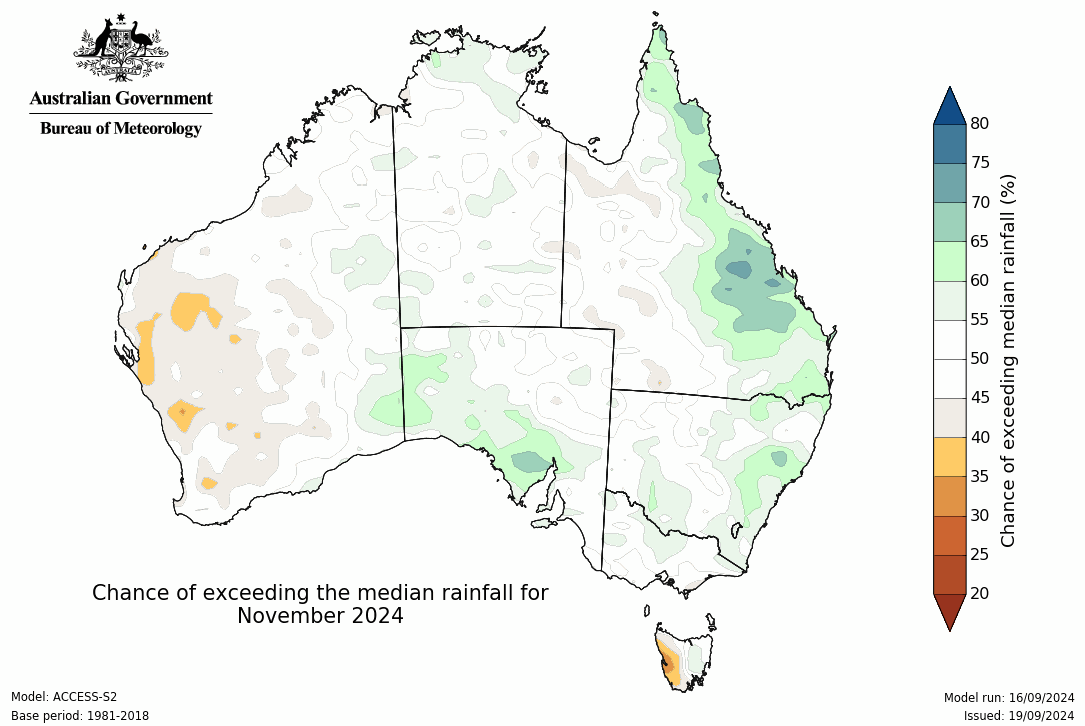 AUSTRALIA
Australian Government
Bureau of Meteorology
80
75
70
65
60
55
50
45
40
35
30
25
20
Chance of exceeding median rainfall (%)
Chance of exceeding the median rainfall for
November 2024
Model: ACCESS-S2
Base period: 1981-2018
Model run: 16/09/2024
Issued: 19/09/2024